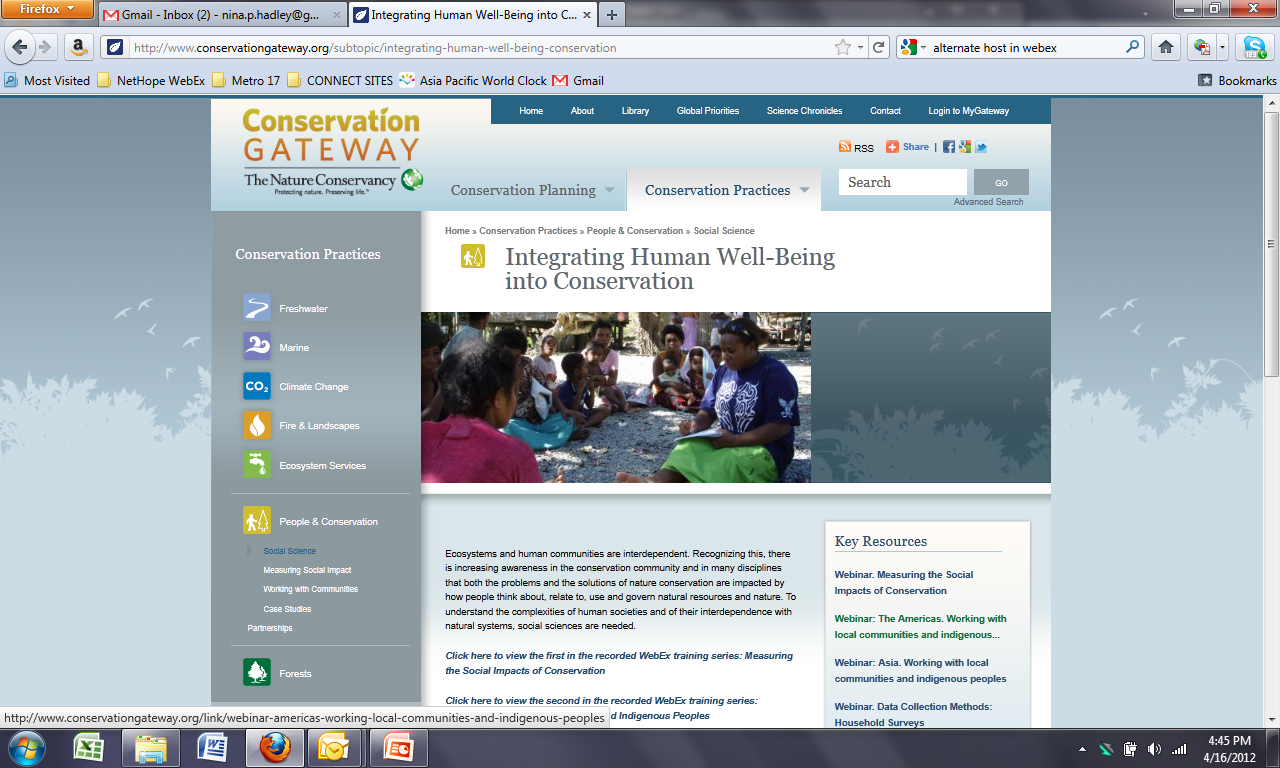 Firefox
Gmail - Inbox (2) - nina.p.hadley@g...
Integrating Human Well-Being into C...
http://www.conservationgateway.org/subtopic/integrating-human-well-being-conservation
alternate host in webex
Most Visited
NetHope WebEx
Metro 17
CONNECT SITES
Asia Pacific World Clock
Gmail
Bookmarks
Conservation
GATEWAY
The Nature Conservancy
Protecting nature. Preserving life.™
Home
About
Library
Global Priorities
Science Chronicles
Contact
Login to MyGateway
RSS
Share |
Conservation Planning
Conservation Practices
Search
GO
Advanced Search
Conservation Practices
Freshwater
Marine
CO2
Climate Change
Fire & Landscapes
Ecosystem Services
People & Conservation
Social Science
Measuring Social Impact
Working with Communities
Case Studies
Partnerships
Forests
Home » Conservation Practices » People & Conservation » Social Science
Integrating Human Well-Being
into Conservation
Ecosystems and human communities are interdependent. Recognizing this, there
is increasing awareness in the conservation community and in many disciplines
that both the problems and the solutions of nature conservation are impacted by
how people think about, relate to, use and govern natural resources and nature. To
understand the complexities of human societies and of their interdependence with
natural systems, social sciences are needed.
Click here to view the first in the recorded WebEx training series: Measuring
the Social Impacts of Conservation
Click here to view the second in the recorded WebEx training series:
d Indigenous Peoples
Key Resources
Webinar. Measuring the Social
Impacts of Conservation
Webinar: The Americas. Working with
local communities and indigenous...
Webinar: Asia. Working with local
communities and indigenous peoples
Webinar. Data Collection Methods:
Household Surveys
http://www.conservationgateway.org/link/webinar-americas-working-local-communities-and-indigenous-peoples
4:45 PM
4/16/2012